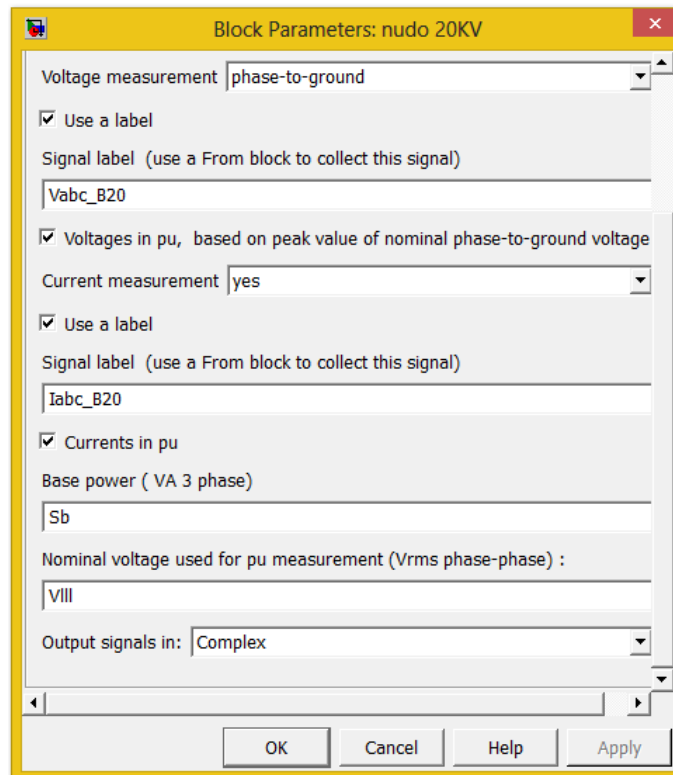 Block Parameters: nudo 20KV
Voltage measurement phase-to-ground
Use a label
Signal label (use a From block to collect this signal)
Vabc_B20
Voltages in pu, based on peak value of nominal phase-to-ground voltage
Current measurement yes
Use a label
Signal label (use a From block to collect this signal)
Iabc_B20
Currents in pu
Base power ( VA 3 phase)
Sb
Nominal voltage used for pu measurement (Vrms phase-phase) :
VIII
Output signals in: Complex
OK Cancel Help Apply